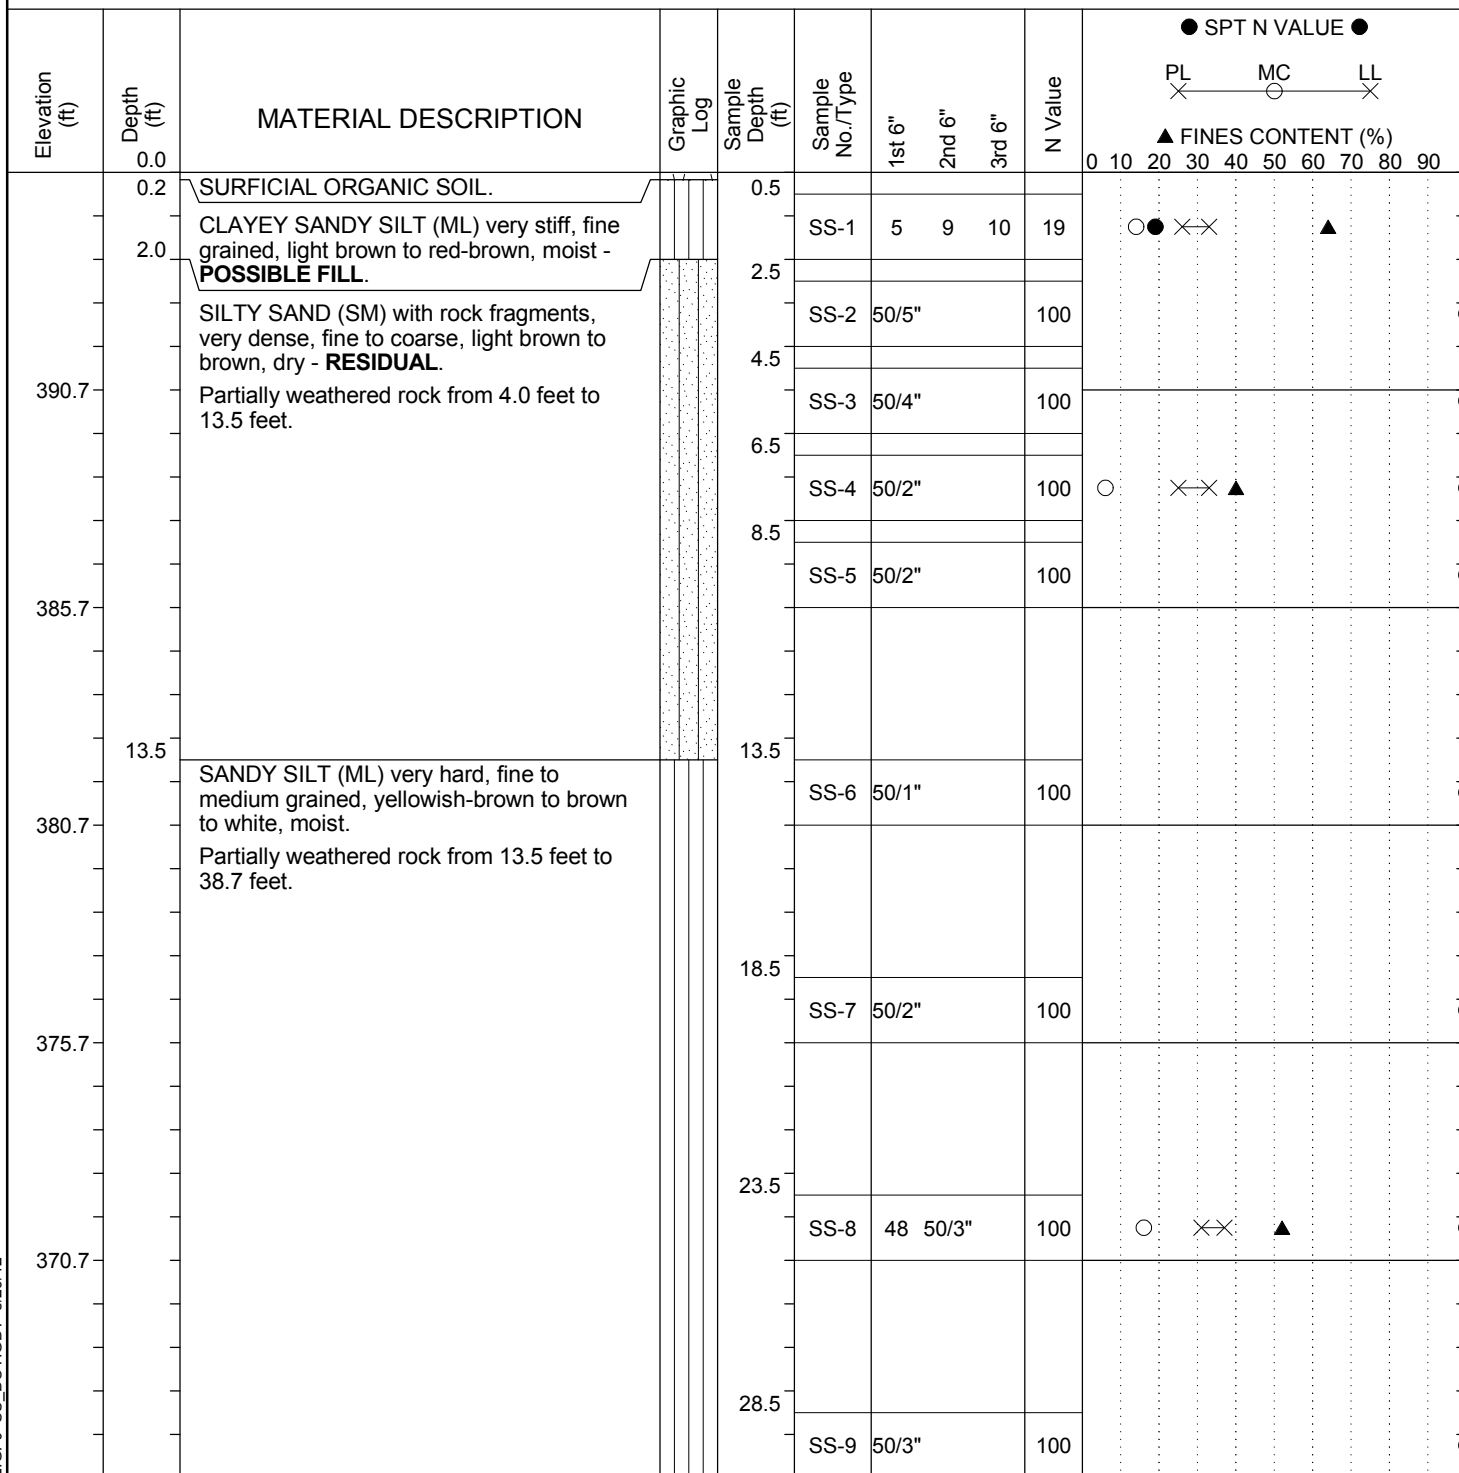 ● SPT N VALUE ●
PL MC LL
▲ FINES CONTENT (%)
0 10 20 30 40 50 60 70 80 90
Elevation (ft)
Depth (ft)
0.0
MATERIAL DESCRIPTION
Graphic Log
Sample Depth (ft)
Sample No./Type
1st 6"
2nd 6"
3rd 6"
N Value
0.2 SURFICIAL ORGANIC SOIL. 0.5
CLAYEY SANDY SILT (ML) very stiff, fine SS-1 5 9 10 19
grained, light brown to red-brown, moist -
2.0
POSSIBLE FILL. 2.5
SILTY SAND (SM) with rock fragments, SS-2 50/5" 100
very dense, fine to coarse, light brown to
brown, dry - RESIDUAL. 4.5
390.7 Partially weathered rock from 4.0 feet to SS-3 50/4" 100
13.5 feet.
6.5
SS-4 50/2" 100
8.5
SS-5 50/2" 100
385.7
13.5 13.5
SANDY SILT (ML) very hard, fine to
medium grained, yellowish-brown to brown SS-6 50/1" 100
to white, moist.
380.7
Partially weathered rock from 13.5 feet to
38.7 feet.
18.5
SS-7 50/2" 100
375.7
23.5
SS-8 48 50/3" 100
370.7
28.5
SS-9 50/3" 100